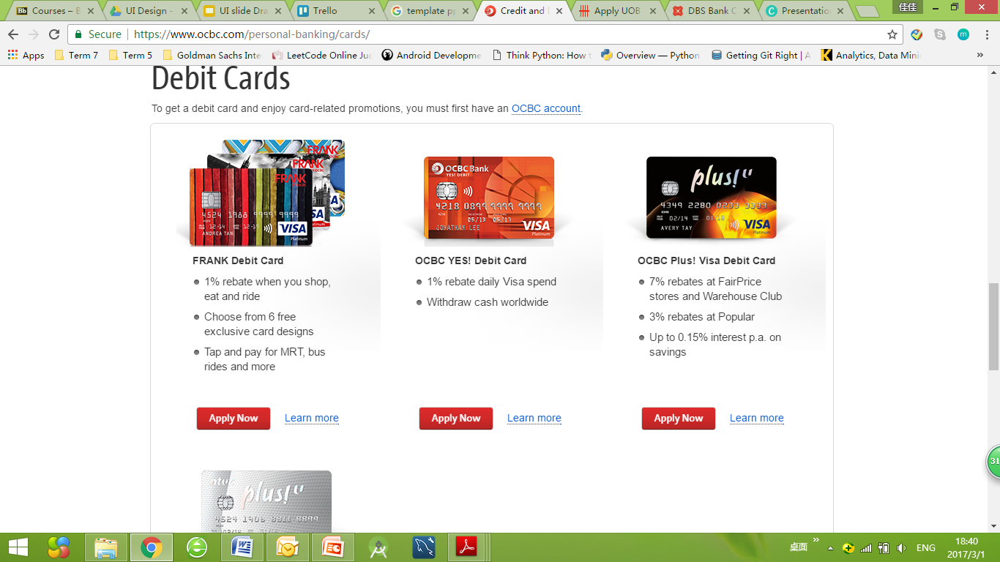 Courses – B
UI Design -
UI slide Dra
Trello
template pp
Credit and
Apply UOB
DBS Bank C
Presentatio
佳佳
Secure
https://www.ocbc.com/personal-banking/cards/
Apps
Term 7
Term 5
Goldman Sachs Inte
LeetCode Online Juc
Android Developme
Think Python: How t
Overview — Python
Getting Git Right | A
Analytics, Data Mini
»
Debit Cards
To get a debit card and enjoy card-related promotions, you must first have an OCBC account.
FRANK
FRANK
FRANK
4524 1988 9999 9999
ANDREA TAN
VISA
Platinum
OCBC Bank
YES! DEBIT
4218 0899 9999 9999
05/13 05/17
JONATHAN LEE
VISA
Platinum
plus!
4349 2280 0233 3333
4349
02/14 01/18
AVERY TAY
VISA
Platinum
FRANK Debit Card
1% rebate when you shop,
eat and ride
Choose from 6 free
exclusive card designs
Tap and pay for MRT, bus
rides and more
Apply Now
Learn more
OCBC YES! Debit Card
1% rebate daily Visa spend
Withdraw cash worldwide
Apply Now
Learn more
OCBC Plus! Visa Debit Card
7% rebates at FairPrice
stores and Warehouse Club
3% rebates at Popular
Up to 0.15% interest p.a. on
savings
Apply Now
Learn more
plus!
31
桌面
»
ENG
18:40
2017/3/1